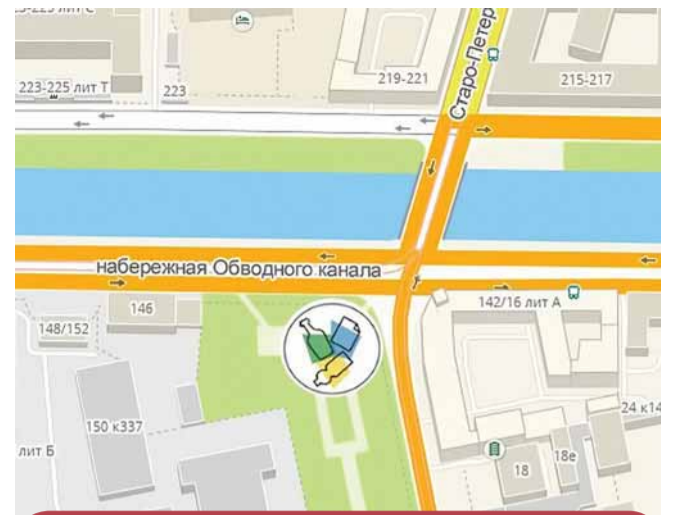 223-225 лит Т
223
219-221
Старо-Петер
215-217
набережная Обводного канала
146
148/152
142/16 лит А
150 к337
24 к14
лит Б
18е
18